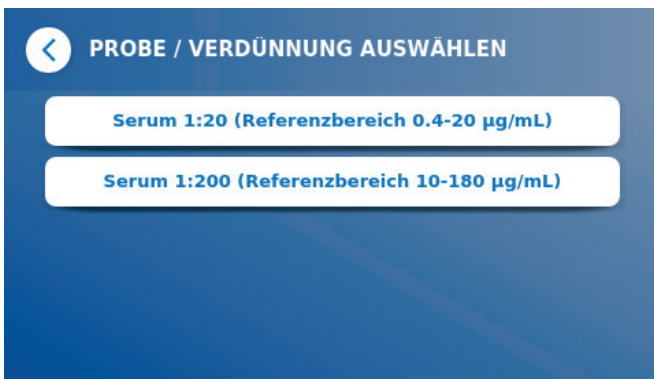 PROBE / VERDÜNNUNG AUSWÄHLEN
Serum 1:20 (Referenzbereich 0.4-20 µg/mL)
Serum 1:200 (Referenzbereich 10-180 µg/mL)